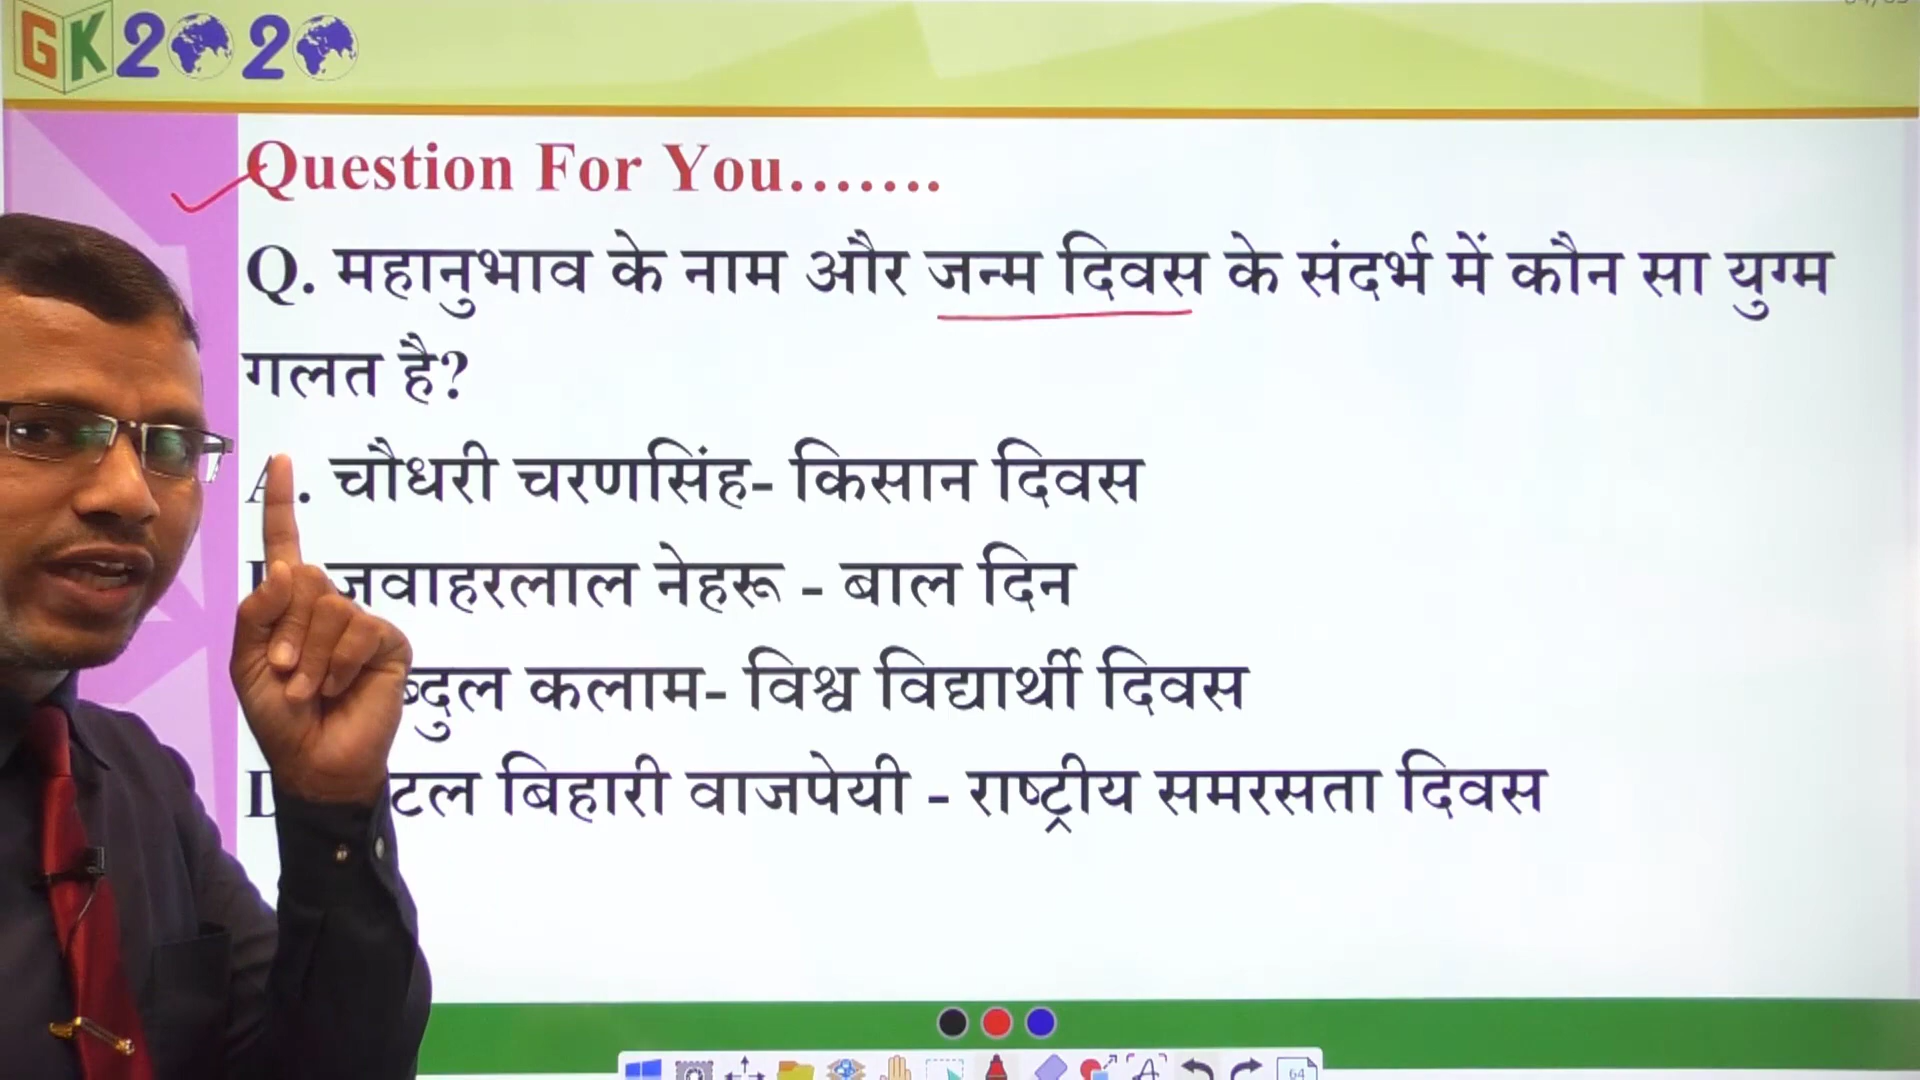 GK2020
Question For You.......
Q. महानुभाव के नाम और जन्म दिवस के संदर्भ में कौन सा युग्म
गलत है?
A. चौधरी चरणसिंह- किसान दिवस
जवाहरलाल नेहरू - बाल दिन
कलाम- विश्व विद्यार्थी दिवस
बिहारी वाजपेयी - राष्ट्रीय समरसता दिवस
64